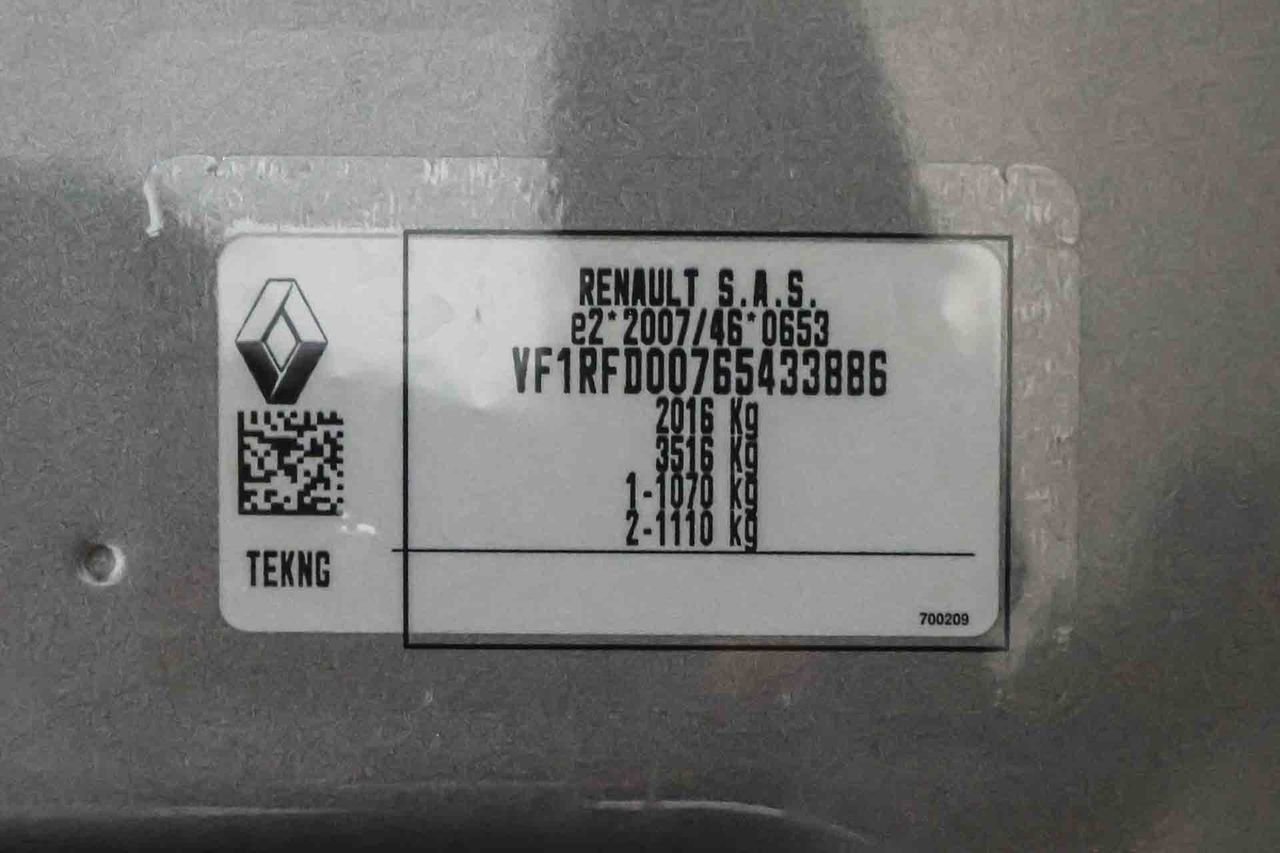 RENAULT S.A.S.
e2*2007/46*0653
VF1RFD00765433886
2016 Kg
3516 Kg
1-1070 kg
2-1110 kg
TEKNG
700209